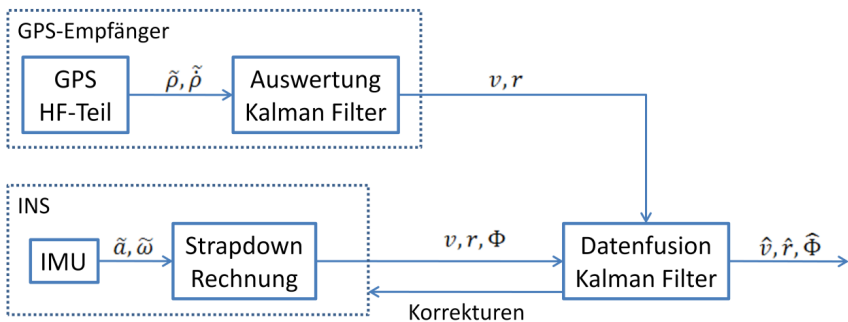 GPS-Empfänger
GPS
HF-Teil
ρ̃, ρ̃̇
Auswertung
Kalman Filter
v, r
INS
IMU
ã, ω̃
Strapdown
Rechnung
v, r, Φ
Datenfusion
Kalman Filter
v̂, r̂, Φ̂
Korrekturen